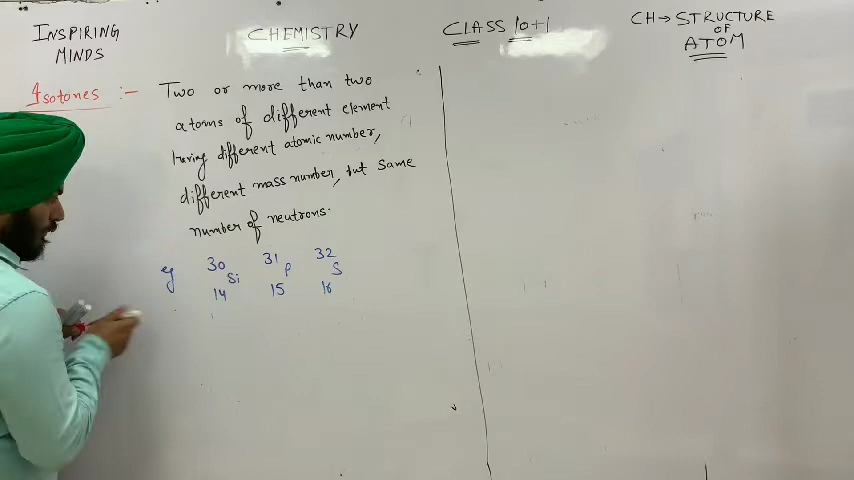 INSPIRING
MINDS
CHEMISTRY
CLASS 10+1
CH→ STRUCTURE
OF
ATOM
Isotones :-
Two or more than two
atoms of different element
having different atomic number,
different mass number, but same
number of neutrons.
eg 30 Si 14 31 P 15 32 S 16